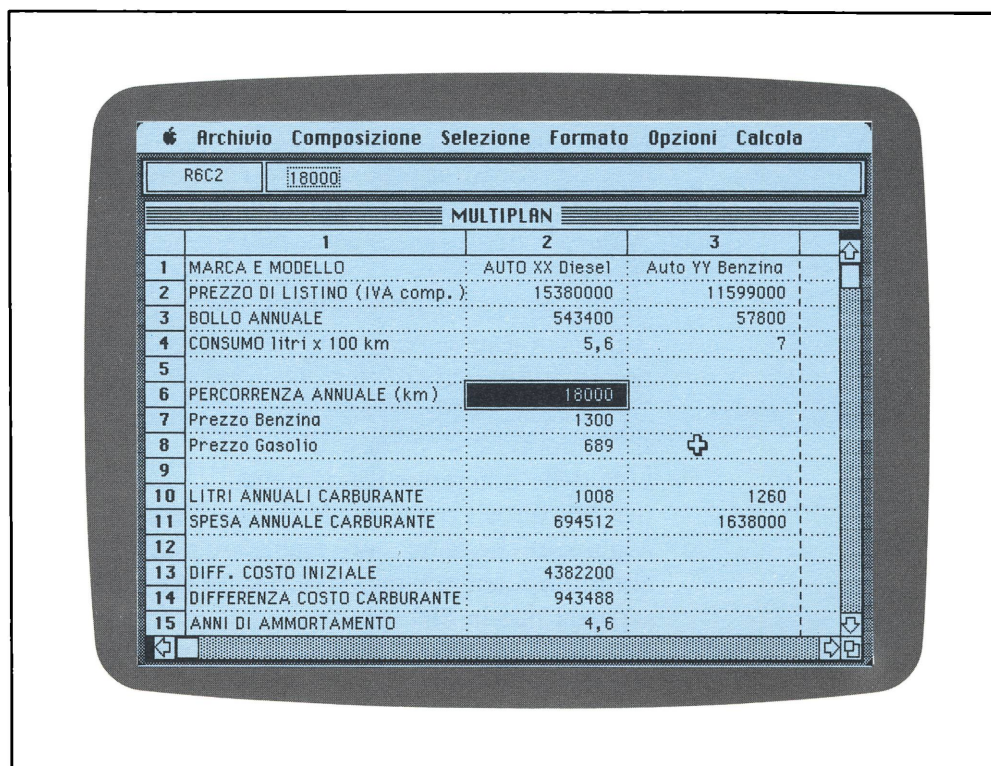 Archivio Composizione Selezione Formato Opzioni Calcola
R6C2 18000
MULTIPLAN
1 2 3
1 MARCA E MODELLO AUTO XX Diesel Auto YY Benzina
2 PREZZO DI LISTINO (IVA comp.) 15380000 11599000
3 BOLLO ANNUALE 543400 57800
4 CONSUMO litri x 100 km 5,6 7
5
6 PERCORRENZA ANNUALE (km) 18000
7 Prezzo Benzina 1300
8 Prezzo Gasolio 689
9
10 LITRI ANNUALI CARBURANTE 1008 1260
11 SPESA ANNUALE CARBURANTE 694512 1638000
12
13 DIFF. COSTO INIZIALE 4382200
14 DIFFERENZA COSTO CARBURANTE 943488
15 ANNI DI AMMORTAMENTO 4,6